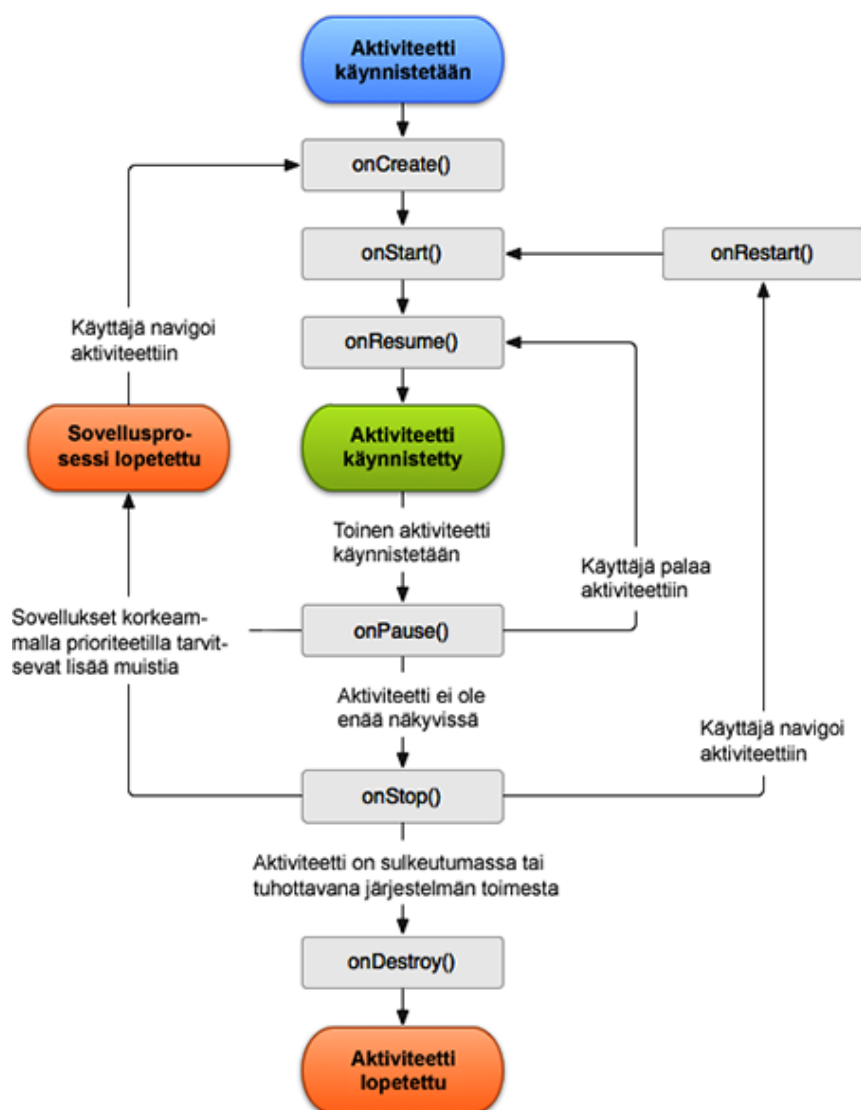 Aktiviteetti
käynnistetään
onCreate()
onStart()
onRestart()
Käyttäjä navigoi
aktiviteettiin
onResume()
Sovelluspro-
sessi lopetettu
Aktiviteetti
käynnistetty
Toinen aktiviteetti
käynnistetään
Käyttäjä palaa
aktiviteettiin
Sovellukset korkeam-
malla prioriteetilla tarvit-
sevat lisää muistia
onPause()
Aktiviteetti ei ole
enää näkyvissä
Käyttäjä navigoi
aktiviteettiin
onStop()
Aktiviteetti on sulkeutumassa tai
tuhottavana järjestelmän toimesta
onDestroy()
Aktiviteetti
lopetettu